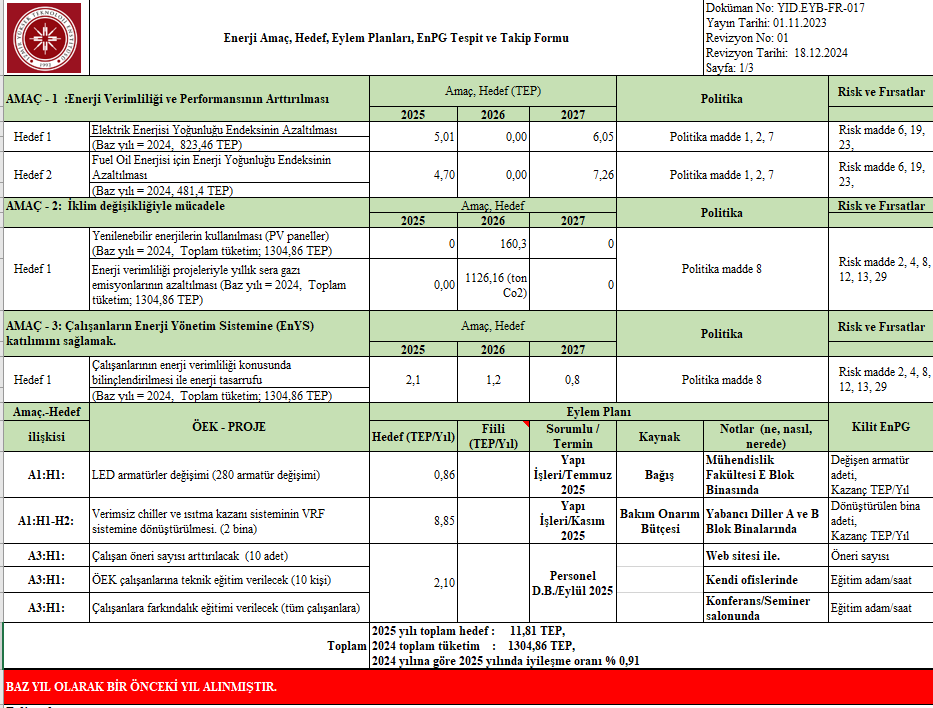 Enerji Amaç, Hedef, Eylem Planları, EnPG Tespit ve Takip Formu
Doküman No: YID.EYB-FR-017
Yayın Tarihi: 01.11.2023
Revizyon No: 01
Revizyon Tarihi: 18.12.2024
Sayfa: 1/3
AMAÇ - 1 :Enerji Verimliliği ve Performansının Arttırılması
Amaç, Hedef (TEP)
Politika
Risk ve Fırsatlar
2025 2026 2027
Hedef 1
Elektrik Enerjisi Yoğunluğu Endeksinin Azaltılması
(Baz yılı = 2024, 823,46 TEP)
5,01 0,00 6,05
Politika madde 1, 2, 7
Risk madde 6, 19,
23,
Hedef 2
Fuel Oil Enerjisi için Enerji Yoğunluğu Endeksinin
Azaltılması
(Baz yılı = 2024, 481,4 TEP)
4,70 0,00 7,26
Politika madde 1, 2, 7
Risk madde 6, 19,
23,
AMAÇ - 2: İklim değişikliğiyle mücadele
Amaç, Hedef
Politika
Risk ve Fırsatlar
2025 2026 2027
Hedef 1
Yenilenebilir enerjilerin kullanılması (PV paneller)
(Baz yılı = 2024, Toplam tüketim; 1304,86 TEP)
0 160,3 0
Enerji verimliliği projeleriyle yıllık sera gazı
emisyonlarının azaltılması (Baz yılı = 2024, Toplam
tüketim; 1304,86 TEP)
0,00
1126,16 (ton
Co2)
0
Politika madde 8
Risk madde 2, 4, 8,
12, 13, 29
AMAÇ - 3: Çalışanların Enerji Yönetim Sistemine (EnYS)
katılımını sağlamak.
Amaç, Hedef
Politika
Risk ve Fırsatlar
2025 2026 2027
Hedef 1
Çalışanlarının enerji verimliliği konusunda
bilinçlendirilmesi ile enerji tasarrufu
(Baz yılı = 2024, Toplam tüketim; 1304,86 TEP)
2,1 1,2 0,8
Politika madde 8
Risk madde 2, 4, 8,
12, 13, 29
Amaç.-Hedef
ilişkisi
ÖEK - PROJE
Eylem Planı
Hedef (TEP/Yıl)
Fiili
(TEP/Yıl)
Sorumlu /
Termin
Kaynak
Notlar (ne, nasıl,
nerede)
Kilit EnPG
A1:H1:
LED armatürler değişimi (280 armatür değişimi)
0,86
Yapı
İşleri/Temmuz
2025
Bağış
Mühendislik
Fakültesi E Blok
Binasında
Değişen armatür
adeti,
Kazanç TEP/Yıl
A1:H1-H2:
Verimsiz chiller ve ısıtma kazanı sisteminin VRF
sistemine dönüştürülmesi. (2 bina)
8,85
Yapı
İşleri/Kasım
2025
Bakım Onarım
Bütçesi
Yabancı Diller A ve B
Blok Binalarında
Dönüştürülen bina
adeti,
Kazanç TEP/Yıl
A3:H1:
Çalışan öneri sayısı arttırılacak (10 adet)
Web sitesi ile.
Öneri sayısı
A3:H1:
ÖEK çalışanlarına teknik eğitim verilecek (10 kişi)
2,10
Personel
D.B./Eylül 2025
Kendi ofislerinde
Eğitim adam/saat
A3:H1:
Çalışanlara farkındalık eğitimi verilecek (tüm çalışanlara)
Konferans/Seminer
salonunda
Eğitim adam/saat
Toplam
2025 yılı toplam hedef : 11,81 TEP,
2024 toplam tüketim : 1304,86 TEP,
2024 yılına göre 2025 yılında iyileşme oranı % 0,91
BAZ YIL OLARAK BİR ÖNCEKİ YIL ALINMIŞTIR.